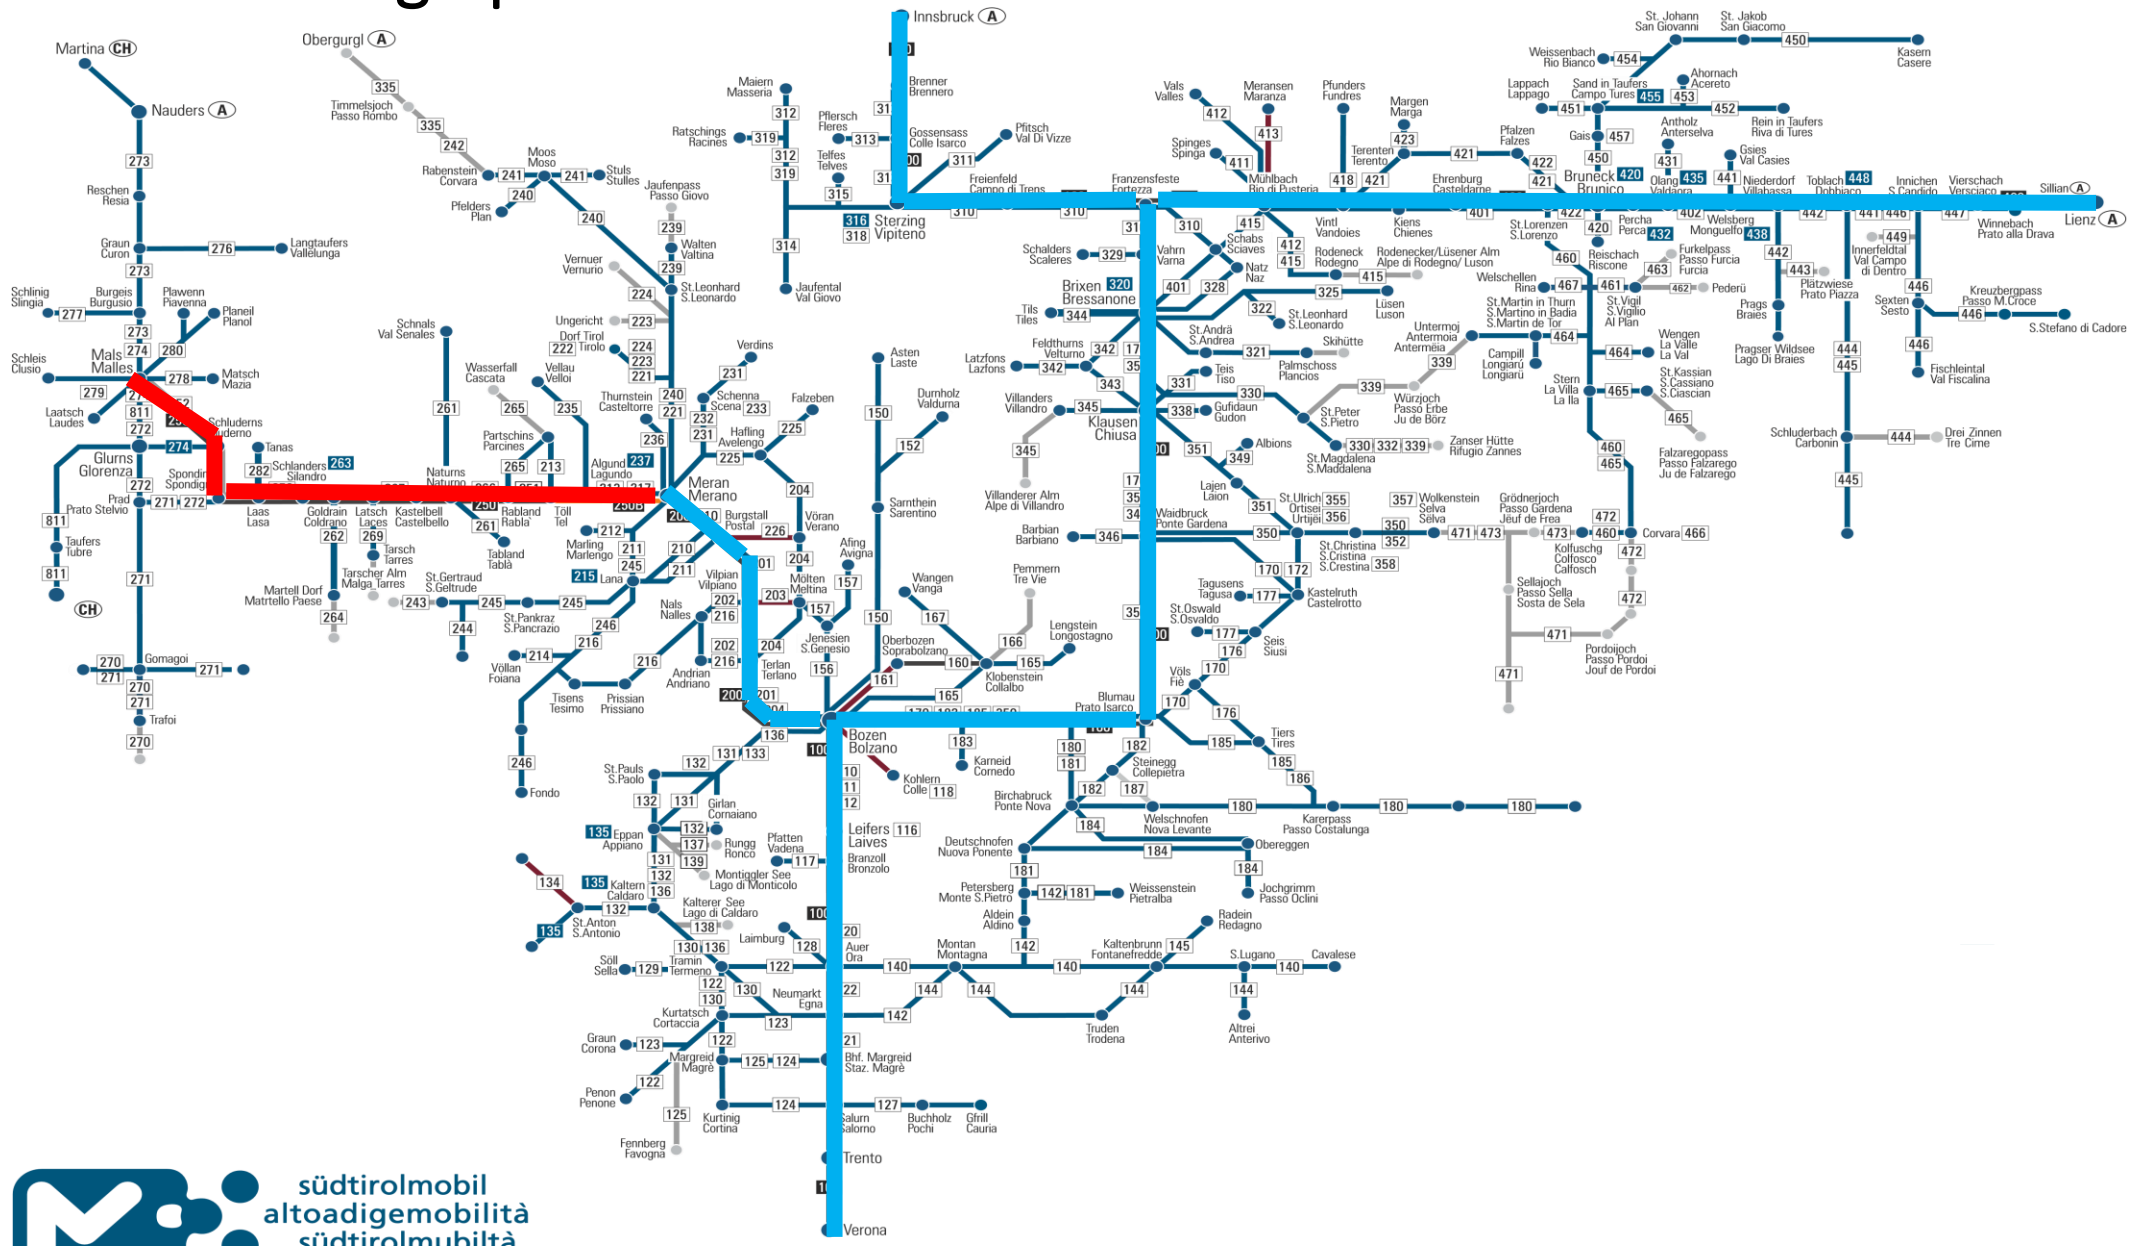 Innsbruck A
Martina CH
Obergurgl A
Nauders A
335
Timmelsjoch
Passo Rombo
335
242
273
Reschen
Resia
Graun
Curon
276
Langtaufers
Vallelunga
273
Burgeis
Burgusio
Plawenn
Piavenna
Planeil
Planol
Schlinig
Slingia
277
273
274
280
Mals
Malles
Schleis
Clusio
279
278
Matsch
Mazia
Laatsch
Laudes
811
272
Glurns
Glorenza
274
Tanas
282
Schlanders
Silandro
263
272
Prad
Prato Stelvio
271
272
Laas
Lasa
Goldrain
Coldrano
Latsch
Laces
Kastelbell
Castelbello
262
269
Tarsch
Tarres
Tarscher Alm
Malga Tarres
Martell Dorf
Matrtello Paese
264
811
Taufers
Tubre
811
CH
271
Gomagoi
270
271
271
270
271
Trafoi
270
Rabenstein
Corvara
241
Moos
Moso
241
Stuls
Stulles
240
Pfelders
Plan
240
Jaufenpass
Passo Giovo
239
Walten
Valtina
239
Vernuer
Vernurio
224
St.Leonhard
S.Leonardo
Ungericht
223
Dorf Tirol
Tirolo
222
224
223
221
Schnals
Val Senales
261
Wasserfall
Cascata
265
Vellau
Velloi
235
Partschins
Parcines
265
213
Naturns
Naturno
250
Rabland
Rabla
Töll
Tel
261
Tabland
Tablà
Thurnstein
Casteltorre
236
Algund
Lagundo
237
250B
240
221
Verdins
231
Schenna
Scena
233
232
231
Falzeben
225
Hafling
Avelengo
225
Meran
Merano
204
Burgstall
Postal
226
Vöran
Verano
204
212
Marling
Marlengo
211
245
210
211
215
Lana
St.Gertraud
S.Geltrude
243
245
245
St.Pankraz
S.Pancrazio
244
246
216
Völlan
Foiana
214
Tisens
Tesimo
Prissian
Prissiano
216
246
Fondo
Vilpian
Vilpiano
202
216
203
Mölten
Meltina
Nals
Nalles
202
216
Andrian
Andriano
204
Terlan
Terlano
200
201
Afing
Avigna
157
157
Jenesien
S.Genesio
156
Asten
Laste
150
Durnholz
Valdurna
152
Sarnthein
Sarentino
150
Wangen
Vanga
167
Pemmern
Tre Vie
166
Oberbozen
Soprabolzano
160
161
Klobenstein
Collalbo
165
165
Lengstein
Longostagno
Maiern
Masseria
312
Ratschings
Racines
319
312
319
314
Jaufental
Val Giovo
Pflersch
Fleres
313
Telfes
Telves
315
Brenner
Brennero
Gossensass
Colle Isarco
Pfitsch
Val Di Vizze
311
316
318
Sterzing
Vipiteno
Freienfeld
Campo di Trens
310
310
Franzensfeste
Fortezza
Vals
Valles
412
Meransen
Maranza
413
Spinges
Spinga
411
Mühlbach
Rio di Pusteria
Pfunders
Fundres
418
421
Margen
Marga
423
Terenten
Terento
421
Pfalzen
Falzes
422
421
Ehrenburg
Casteldarne
St. Johann
San Giovanni
St. Jakob
San Giacomo
450
Kasern
Casere
Weissenbach
Rio Bianco
454
Lappach
Lappago
451
Sand in Taufers
Campo Tures
455
Ahornach
Acereto
453
452
Rein in Taufers
Riva di Tures
Gais
457
450
Antholz
Anterselva
431
Gsies
Val Casies
441
Bruneck
Brunico
420
Olang
Valdaora
435
Niederdorf
Villabassa
Toblach
Dobbiaco
448
Innichen
S.Candido
Vierschach
Versciaco
Sillian A
Lienz A
Winnebach
Prato alla Drava
310
415
Vintl
Vandoies
Kiens
Chienes
401
St.Lorenzen
S.Lorenzo
422
420
Percha
Perca
432
402
Welsberg
Monguelfo
438
442
441
446
447
Schalders
Scaleres
329
Vahrn
Varna
Schabs
Sciaves
412
415
Rodeneck
Rodegno
415
Rodenecker/Lüsener Alm
Alpe di Rodegno/ Luson
Natz
Naz
401
328
325
Lüsen
Luson
322
St.Leonhard
S.Leonardo
Brixen
Bressanone
320
Tils
Tiles
344
Feldthurns
Velturno
342
Latzfons
Lazfons
342
343
St.Andrä
S.Andrea
321
Palmschoss
Plancios
Skihütte
Teis
Tiso
331
330
Villanders
Villandro
345
345
Villanderer Alm
Alpe di Villandro
Klausen
Chiusa
338
Gufidaun
Gudon
St.Peter
S.Pietro
339
Würzjoch
Passo Erbe
Ju de Börz
339
Untermoj
Antermoia
Anterméia
St.Magdalena
S.Maddalena
330
332
339
Zanser Hütte
Rifugio Zannes
351
349
Albions
Lajen
Laion
351
Barbian
Barbiano
346
Waidbruck
Ponte Gardena
350
St.Ulrich
Ortisei
Urtijëi
355
356
350
352
St.Christina
S.Cristina
S.Crestina
358
357
Wolkenstein
Selva
Sëlva
471
473
Grödnerjoch
Passo Gardena
Jëuf de Frea
473
Kolfuschg
Colfosco
Calfosch
472
460
Corvara
466
472
472
Sellajoch
Passo Sella
Sosta de Sela
471
471
Pordoijoch
Passo Pordoi
Jouf de Pordoi
Reischach
Riscone
460
Welschellen
Rina
467
461
463
Furkelpass
Passo Furcia
Furcia
462
Pederü
St.Vigil
S.Vigilio
Al Plan
St.Martin in Thurn
S.Martino in Badia
S.Martin de Tor
464
Campill
Longiarù
Longiarü
464
Wengen
La Valle
La Val
Stern
La Villa
La Ila
465
St.Kassian
S.Cassiano
S.Ciascian
465
Falzaregopass
Passo Falzarego
Ju de Falzarego
460
465
442
443
Plätzwiese
Prato Piazza
Prags
Braies
Pragser Wildsee
Lago Di Braies
449
Innerfeldtal
Val Campo
di Dentro
446
Sexten
Sesto
Kreuzbergpass
Passo M.Croce
446
S.Stefano di Cadore
446
Fischleintal
Val Fiscalina
444
445
Schluderbach
Carbonin
444
Drei Zinnen
Tre Cime
445
170
172
Tagusens
Tagusa
177
Kastelruth
Castelrotto
St.Oswald
S.Osvaldo
177
Seis
Siusi
176
170
Völs
Fiè
170
176
Tiers
Tires
185
185
186
Blumau
Prato Isarco
182
180
181
Steinegg
Collepietra
182
187
Birchabruck
Ponte Nova
180
Welschnofen
Nova Levante
Karerpass
Passo Costalunga
180
180
184
184
Obereggen
184
Jochgrimm
Passo Oclini
Deutschnofen
Nuova Ponente
181
Petersberg
Monte S.Pietro
142
181
Weissenstein
Pietralba
Aldein
Aldino
142
Bozen
Bolzano
183
Karneid
Cornedo
Kohlern
Colle
118
136
131
133
132
St.Pauls
S.Paolo
132
131
Girlan
Cornaiano
135
Eppan
Appiano
132
137
139
Rungg
Ronco
Montiggler See
Lago di Monticolo
Pfatten
Vadena
117
Leifers
Laives
116
Branzoll
Bronzolo
131
132
136
134
135
Kaltern
Caldaro
132
St.Anton
S.Antonio
135
Kalterer See
Lago di Caldaro
138
130
136
Laimburg
128
Auer
Ora
Söll
Sella
129
Tramin
Termeno
122
140
Montan
Montagna
140
Kaltenbrunn
Fontanefredde
145
Radein
Redagno
S.Lugano
140
Cavalese
144
Altrei
Anterivo
122
130
130
Neumarkt
Egna
144
144
144
Truden
Trodena
Kurtatsch
Cortaccia
123
142
Graun
Corona
123
122
Margreid
Magrè
125
124
Bhf. Margreid
Staz. Magrè
Penon
Penone
122
125
Fennberg
Favogna
Kurtinig
Cortina
124
Salurn
Salorno
127
Buchholz
Pochi
Gfrill
Cauria
Trento
Verona
südtirolmobil
altoadigemobilità
südtirolmubiltà